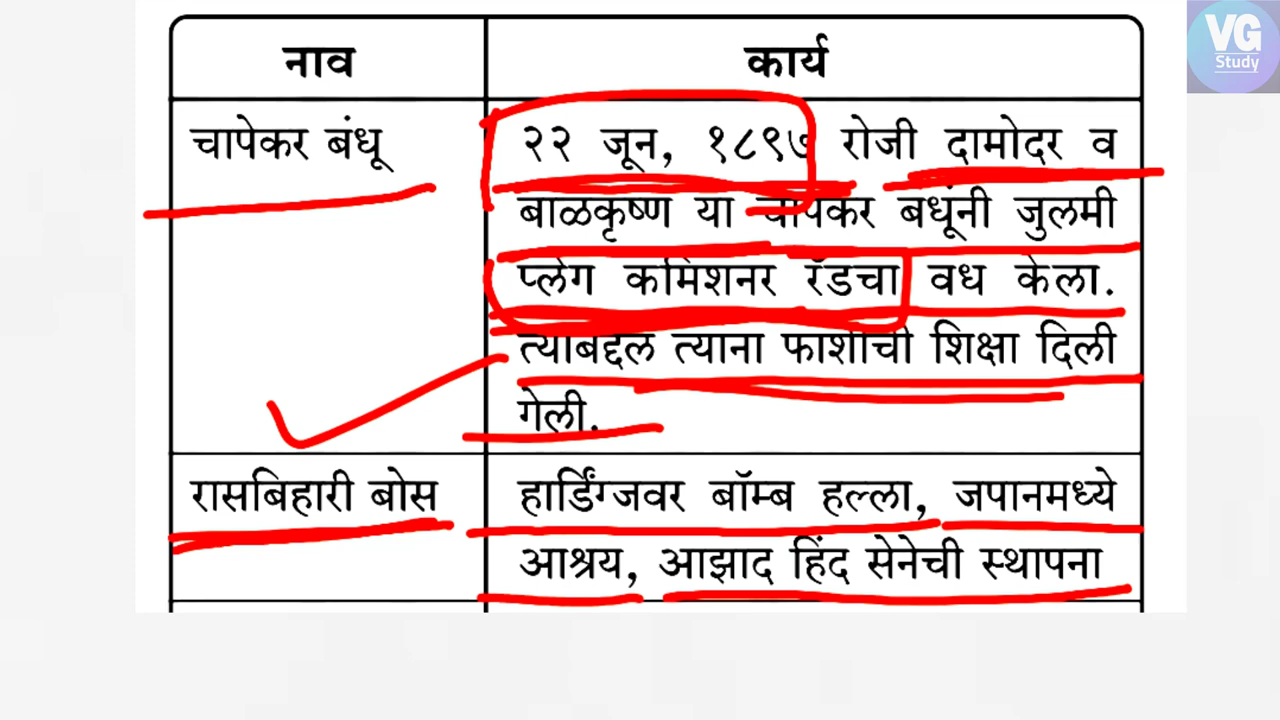 VG
Study
नाव कार्य
चापेकर बंधू २२ जून, १८९७ रोजी दामोदर व
बाळकृष्ण या चापेकर बंधूंनी जुलमी
प्लेग कमिशनर रँडचा वध केला.
त्याबद्दल त्यांना फाशीची शिक्षा दिली
गेली.
रासबिहारी बोस हार्डिंग्जवर बॉम्ब हल्ला, जपानमध्ये
आश्रय, आझाद हिंद सेनेची स्थापना